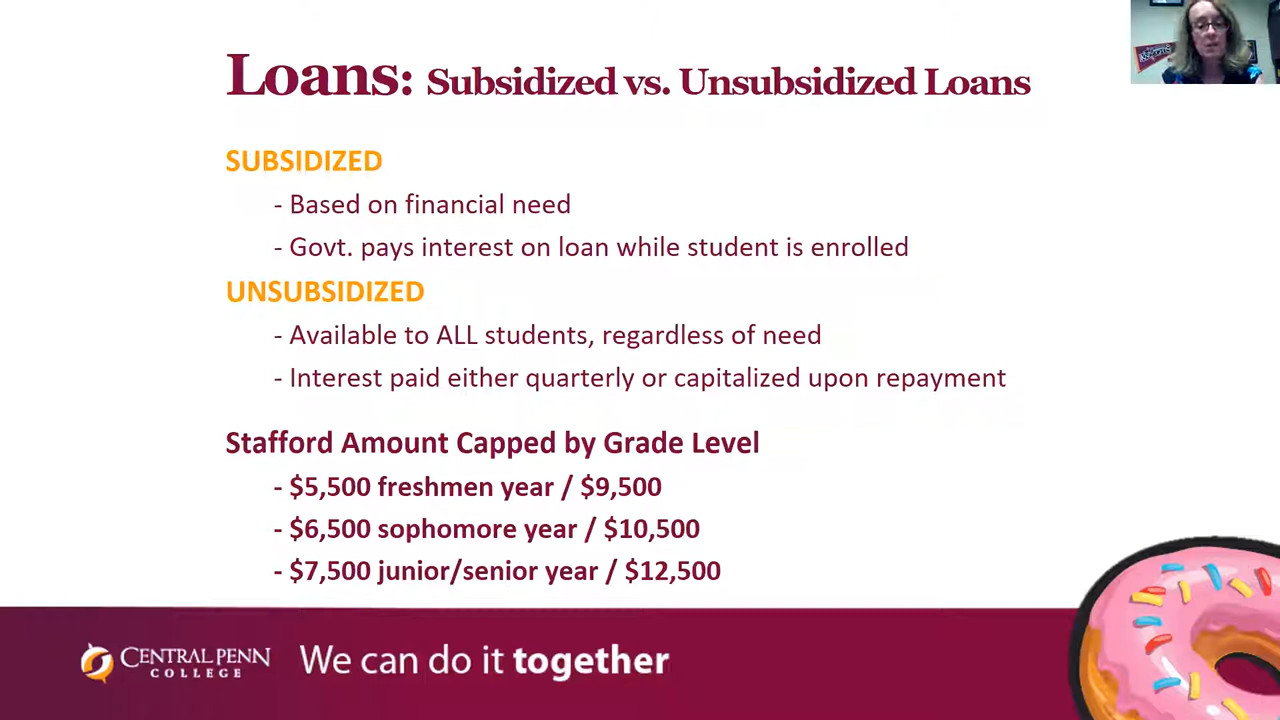 Loans: Subsidized vs. Unsubsidized Loans
SUBSIDIZED
- Based on financial need
- Govt. pays interest on loan while student is enrolled
UNSUBSIDIZED
- Available to ALL students, regardless of need
- Interest paid either quarterly or capitalized upon repayment
Stafford Amount Capped by Grade Level
- $5,500 freshmen year / $9,500
- $6,500 sophomore year / $10,500
- $7,500 junior/senior year / $12,500
CENTRAL PENN
COLLEGE
We can do it together